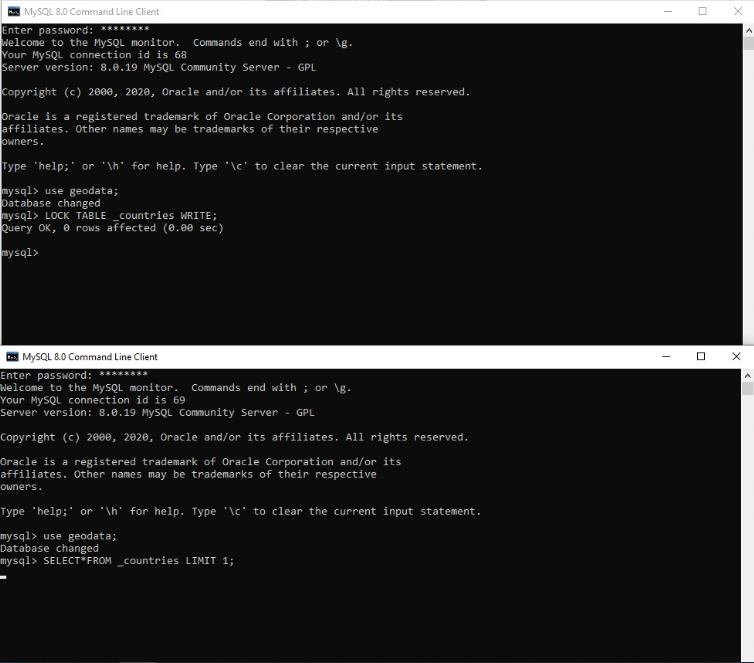 MySQL 8.0 Command Line Client
Enter password: ********
Welcome to the MySQL monitor.  Commands end with ; or \g.
Your MySQL connection id is 68
Server version: 8.0.19 MySQL Community Server - GPL
Copyright (c) 2000, 2020, Oracle and/or its affiliates. All rights reserved.
Oracle is a registered trademark of Oracle Corporation and/or its
affiliates. Other names may be trademarks of their respective
owners.
Type 'help;' or '\h' for help. Type '\c' to clear the current input statement.
mysql> use geodata;
Database changed
mysql> LOCK TABLE _countries WRITE;
Query OK, 0 rows affected (0.00 sec)
mysql>
MySQL 8.0 Command Line Client
Enter password: ********
Welcome to the MySQL monitor.  Commands end with ; or \g.
Your MySQL connection id is 69
Server version: 8.0.19 MySQL Community Server - GPL
Copyright (c) 2000, 2020, Oracle and/or its affiliates. All rights reserved.
Oracle is a registered trademark of Oracle Corporation and/or its
affiliates. Other names may be trademarks of their respective
owners.
Type 'help;' or '\h' for help. Type '\c' to clear the current input statement.
mysql> use geodata;
Database changed
mysql> SELECT*FROM _countries LIMIT 1;